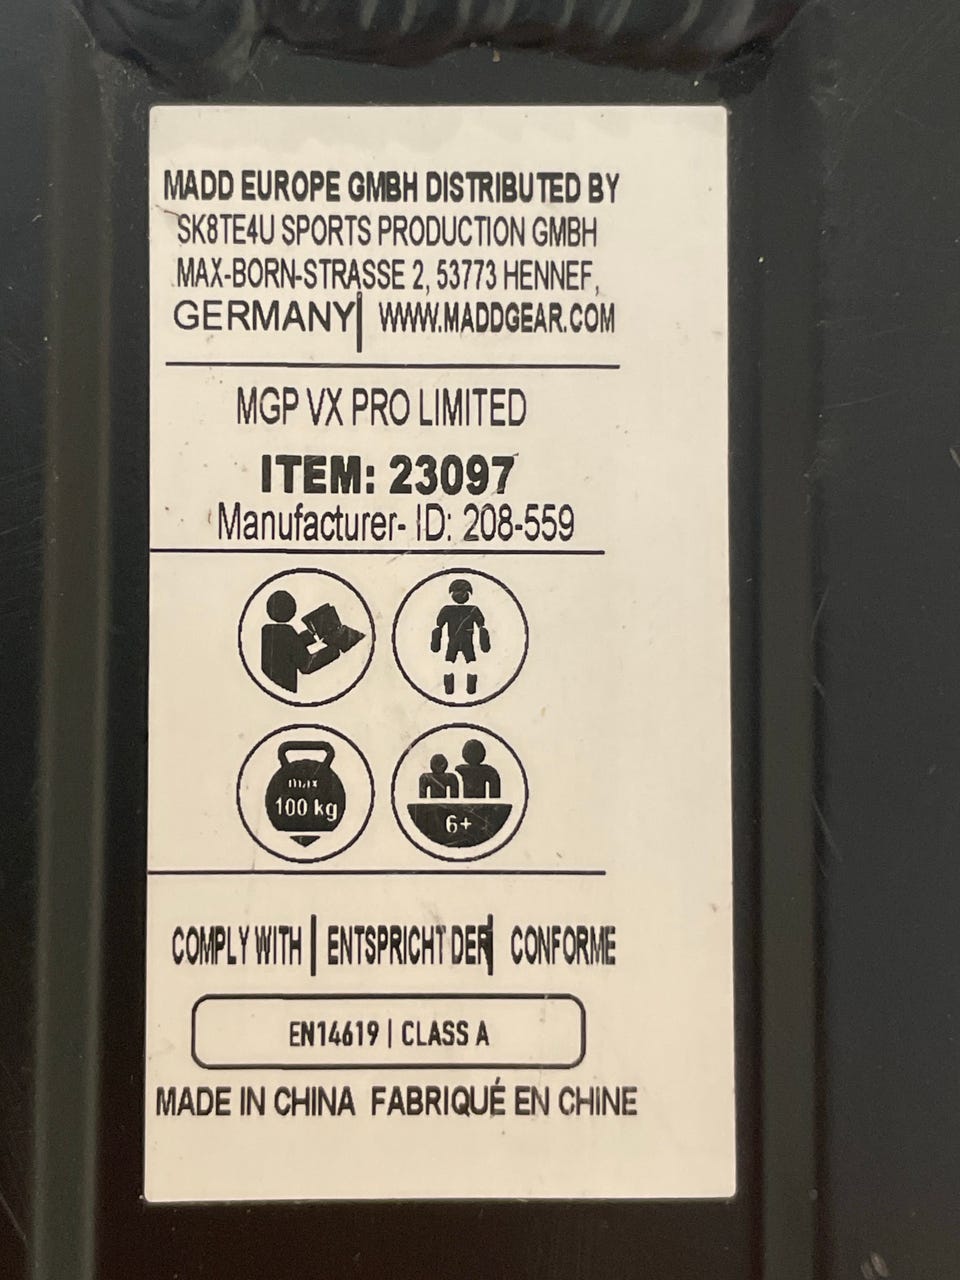 MADD EUROPE GMBH DISTRIBUTED BY
SK8TE4U SPORTS PRODUCTION GMBH
MAX-BORN-STRASSE 2, 53773 HENNEF,
GERMANY| WWW.MADDGEAR.COM
MGP VX PRO LIMITED
ITEM: 23097
Manufacturer- ID: 208-559
max
100 kg
6+
COMPLY WITH | ENTSPRICHT DER| CONFORME
EN14619 | CLASS A
MADE IN CHINA FABRIQUÉ EN CHINE